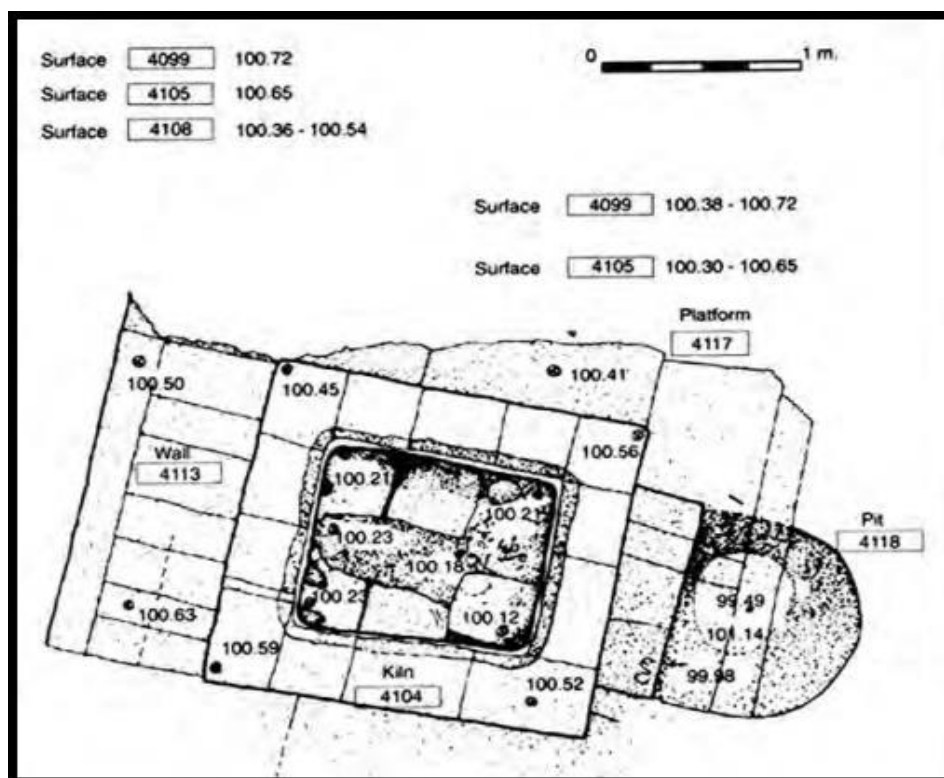 0 1 m.
Surface 4099 100.72
Surface 4105 100.65
Surface 4108 100.36 - 100.54
Surface 4099 100.38 - 100.72
Surface 4105 100.30 - 100.65
Platform
4117
100.50
100.45
100.41
100.56
Wall
4113
100.21
100.21
100.23
100.18
Pit
4118
100.23
100.12
99.49
100.63
101.14
100.59
99.98
Kiln
4104
100.52